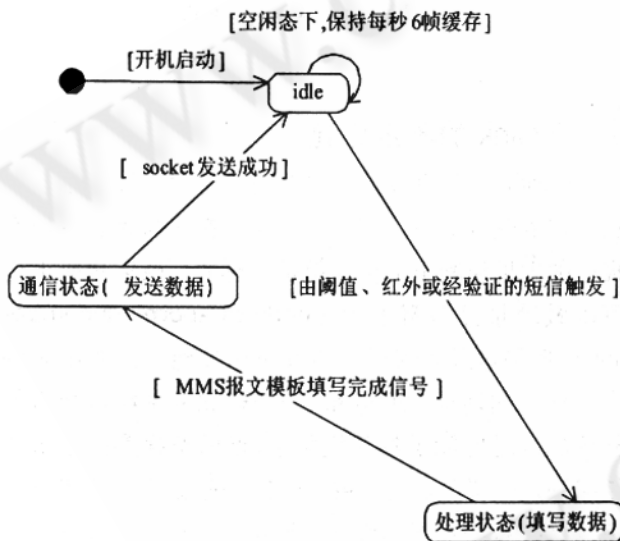 [空闲态下,保持每秒6帧缓存]
[开机启动]
idle
[ socket发送成功]
通信状态( 发送数据)
[由阈值、红外或经验证的短信触发]
[ MMS报文模板填写完成信号]
处理状态(填写数据)